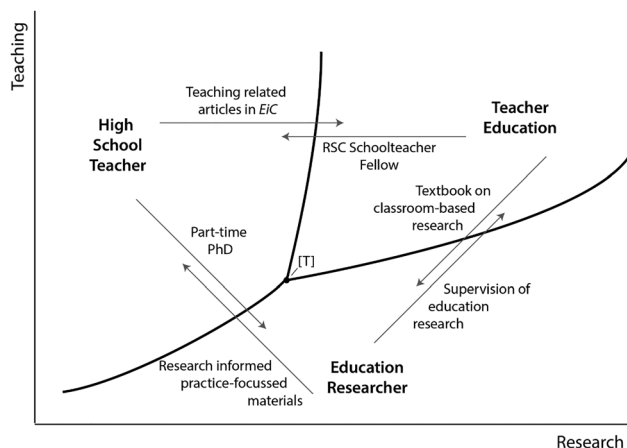 Teaching
Teaching related
articles in EiC
High
School
Teacher
Teacher
Education
RSC Schoolteacher
Fellow
Textbook on
classroom-based
research
Part-time
PhD
[T]
Supervision of
education
research
Research informed
practice-focussed
materials
Education
Researcher
Research